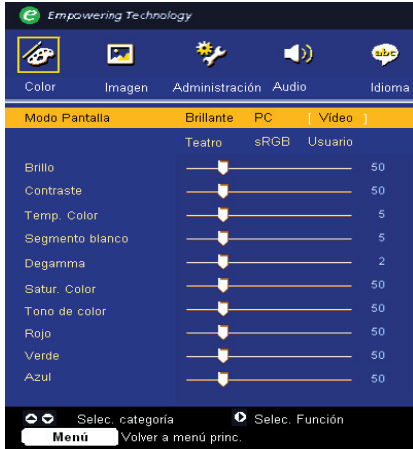 Empowering Technology
abc
Color Imagen Administración Audio Idioma
Modo Pantalla Brillante PC [ Vídeo ]
Teatro sRGB Usuario
Brillo 50
Contraste 50
Temp. Color 5
Segmento blanco 5
Degamma 2
Satur. Color 50
Tono de color 50
Rojo 50
Verde 50
Azul 50
Selec. categoría Selec. Función
Menú Volver a menú princ.